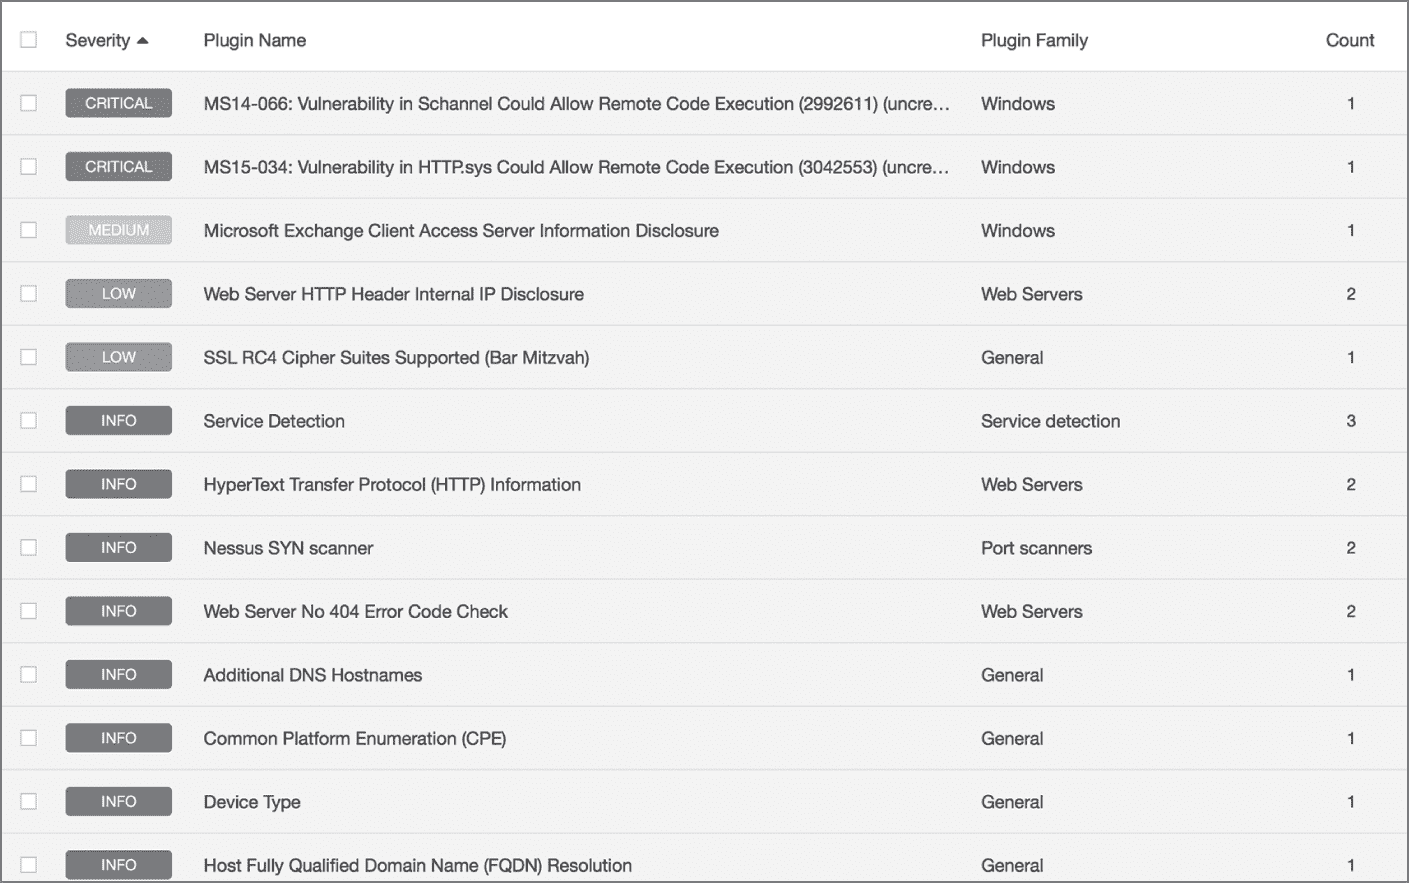 Severity Plugin Name Plugin Family Count
CRITICAL MS14-066: Vulnerability in Schannel Could Allow Remote Code Execution (2992611) (uncre… Windows 1
CRITICAL MS15-034: Vulnerability in HTTP.sys Could Allow Remote Code Execution (3042553) (uncre… Windows 1
MEDIUM Microsoft Exchange Client Access Server Information Disclosure Windows 1
LOW Web Server HTTP Header Internal IP Disclosure Web Servers 2
LOW SSL RC4 Cipher Suites Supported (Bar Mitzvah) General 1
INFO Service Detection Service detection 3
INFO HyperText Transfer Protocol (HTTP) Information Web Servers 2
INFO Nessus SYN scanner Port scanners 2
INFO Web Server No 404 Error Code Check Web Servers 2
INFO Additional DNS Hostnames General 1
INFO Common Platform Enumeration (CPE) General 1
INFO Device Type General 1
INFO Host Fully Qualified Domain Name (FQDN) Resolution General 1